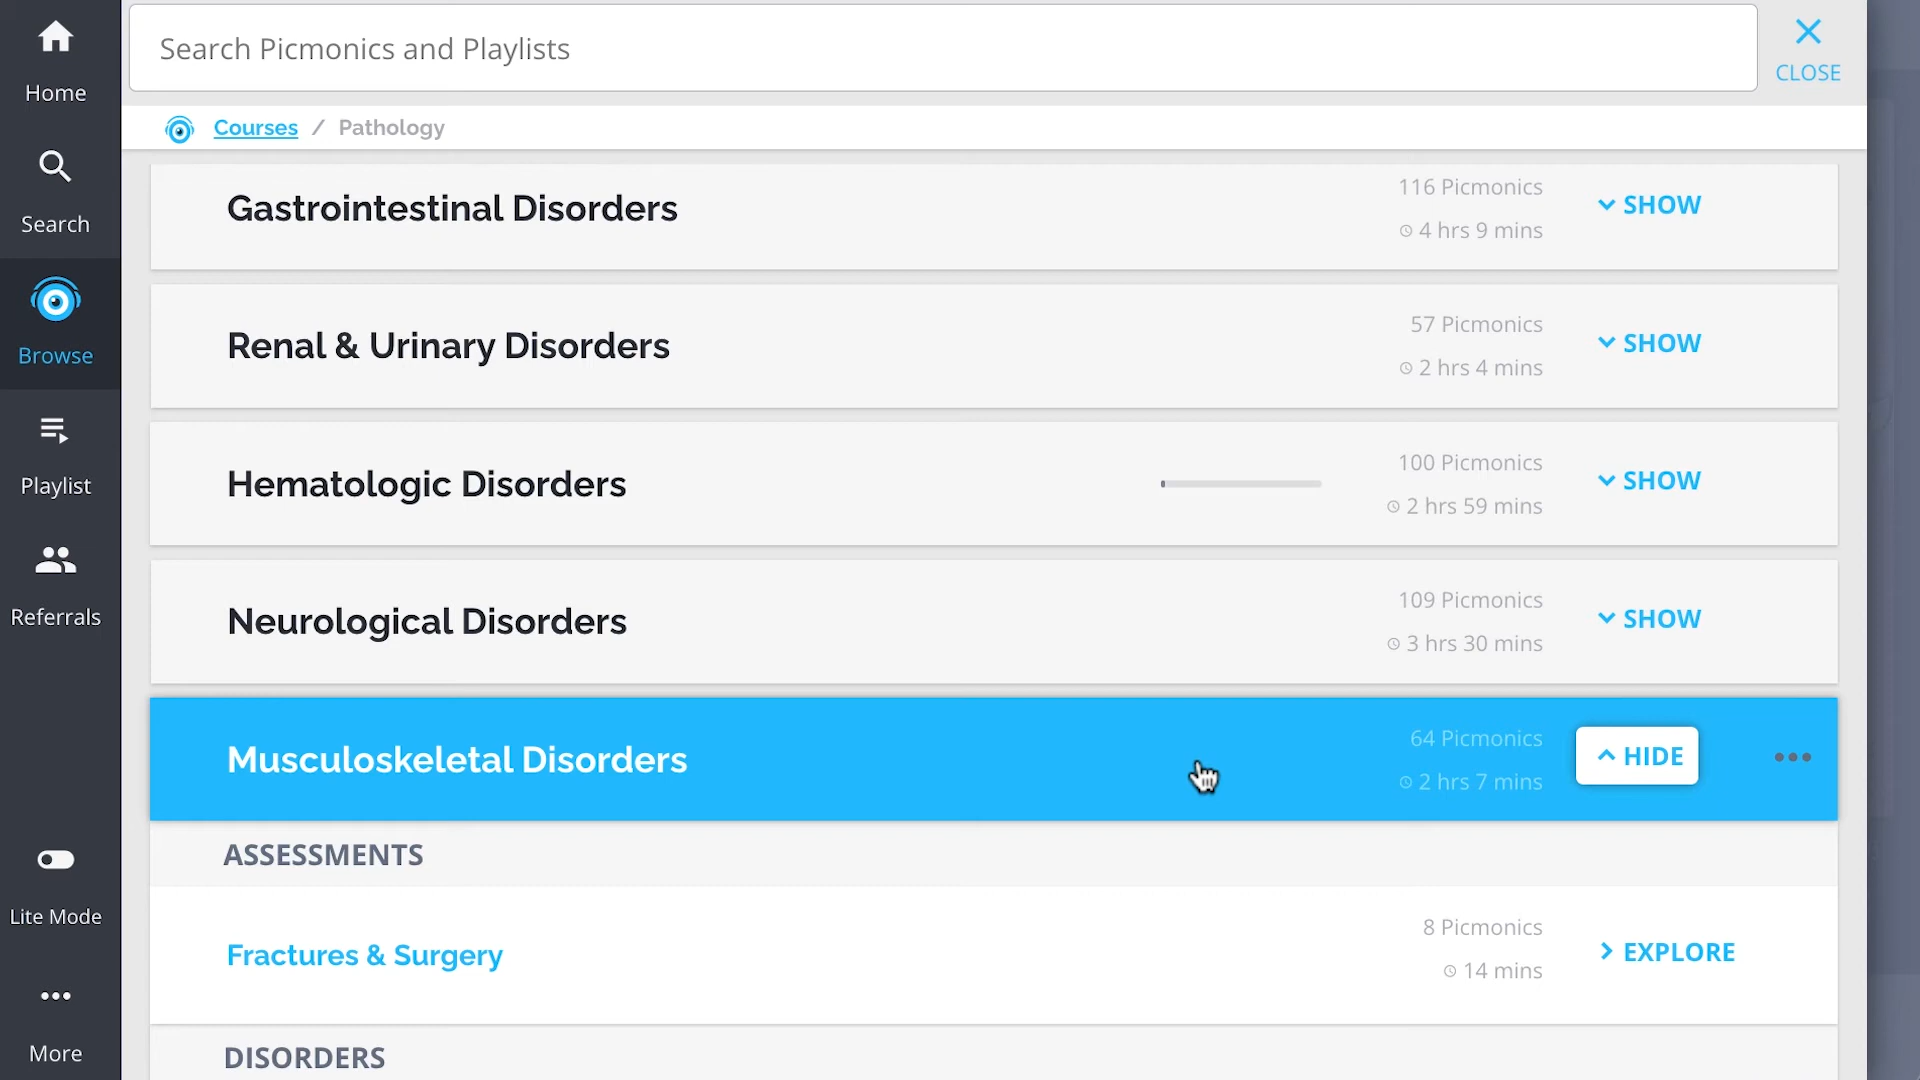 Home
Search
Browse
Playlist
Referrals
Lite Mode
More
Search Picmonics and Playlists
CLOSE
Courses / Pathology
Gastrointestinal Disorders
116 Picmonics
4 hrs 9 mins
SHOW
Renal & Urinary Disorders
57 Picmonics
2 hrs 4 mins
SHOW
Hematologic Disorders
100 Picmonics
2 hrs 59 mins
SHOW
Neurological Disorders
109 Picmonics
3 hrs 30 mins
SHOW
Musculoskeletal Disorders
64 Picmonics
2 hrs 7 mins
HIDE
ASSESSMENTS
Fractures & Surgery
8 Picmonics
14 mins
EXPLORE
DISORDERS